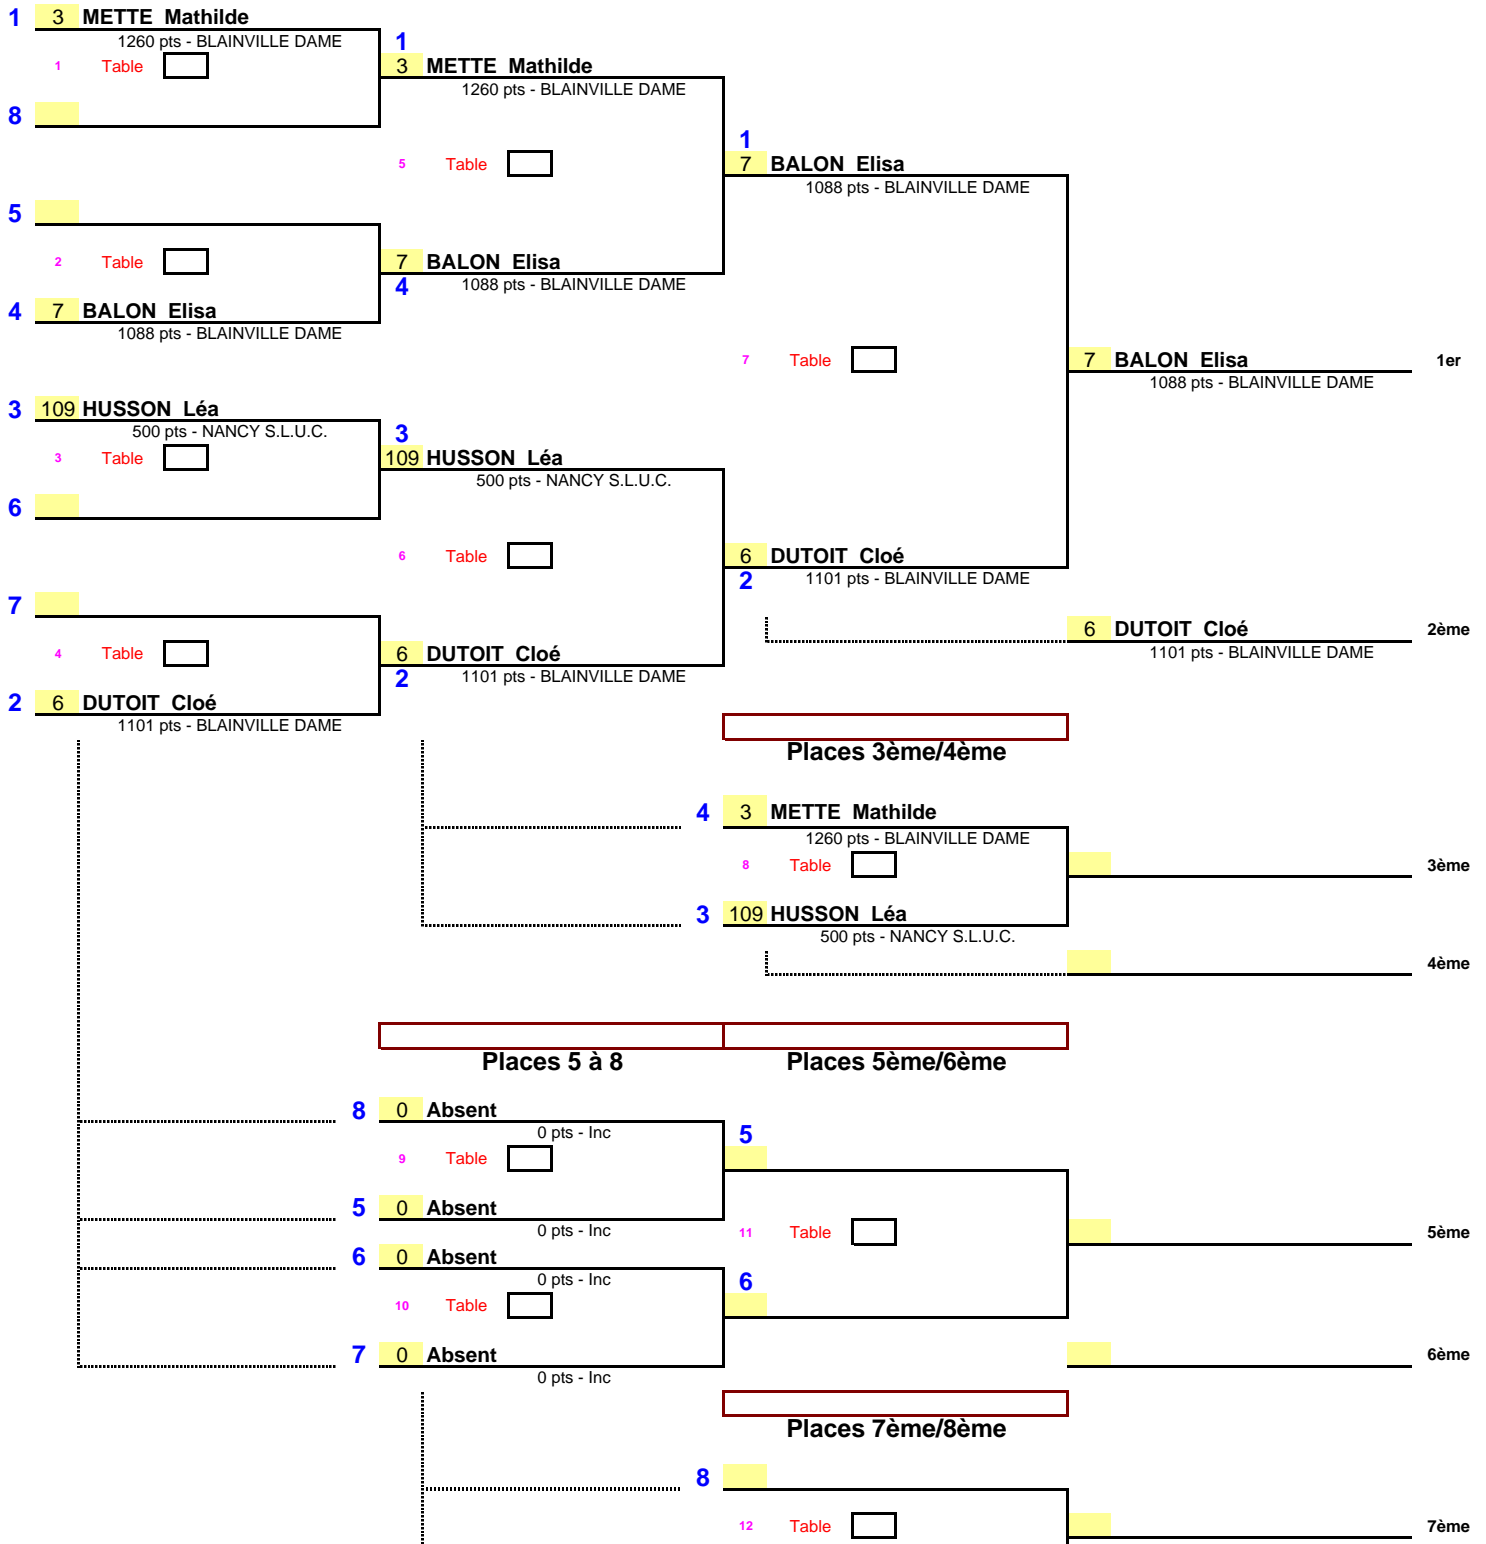 1 3 METTE Mathilde
1260 pts - BLAINVILLE DAME
1
1 Table
3 METTE Mathilde
1260 pts - BLAINVILLE DAME
8
1
5 Table
7 BALON Elisa
1088 pts - BLAINVILLE DAME
5
2 Table
7 BALON Elisa
4
1088 pts - BLAINVILLE DAME
4 7 BALON Elisa
1088 pts - BLAINVILLE DAME
7 Table
7 BALON Elisa
1er
1088 pts - BLAINVILLE DAME
3 109 HUSSON Léa
500 pts - NANCY S.L.U.C.
3
3 Table
109 HUSSON Léa
500 pts - NANCY S.L.U.C.
6
6 Table
6 DUTOIT Cloé
2
1101 pts - BLAINVILLE DAME
7
6 DUTOIT Cloé
2ème
1101 pts - BLAINVILLE DAME
4 Table
6 DUTOIT Cloé
2
1101 pts - BLAINVILLE DAME
2 6 DUTOIT Cloé
1101 pts - BLAINVILLE DAME
Places 3ème/4ème
4 3 METTE Mathilde
1260 pts - BLAINVILLE DAME
8 Table
3ème
3 109 HUSSON Léa
500 pts - NANCY S.L.U.C.
4ème
Places 5 à 8
Places 5ème/6ème
8 0 Absent
0 pts - Inc
5
9 Table
5 0 Absent
0 pts - Inc
11 Table
5ème
6 0 Absent
0 pts - Inc
6
10 Table
7 0 Absent
0 pts - Inc
6ème
Places 7ème/8ème
8
12 Table
7ème